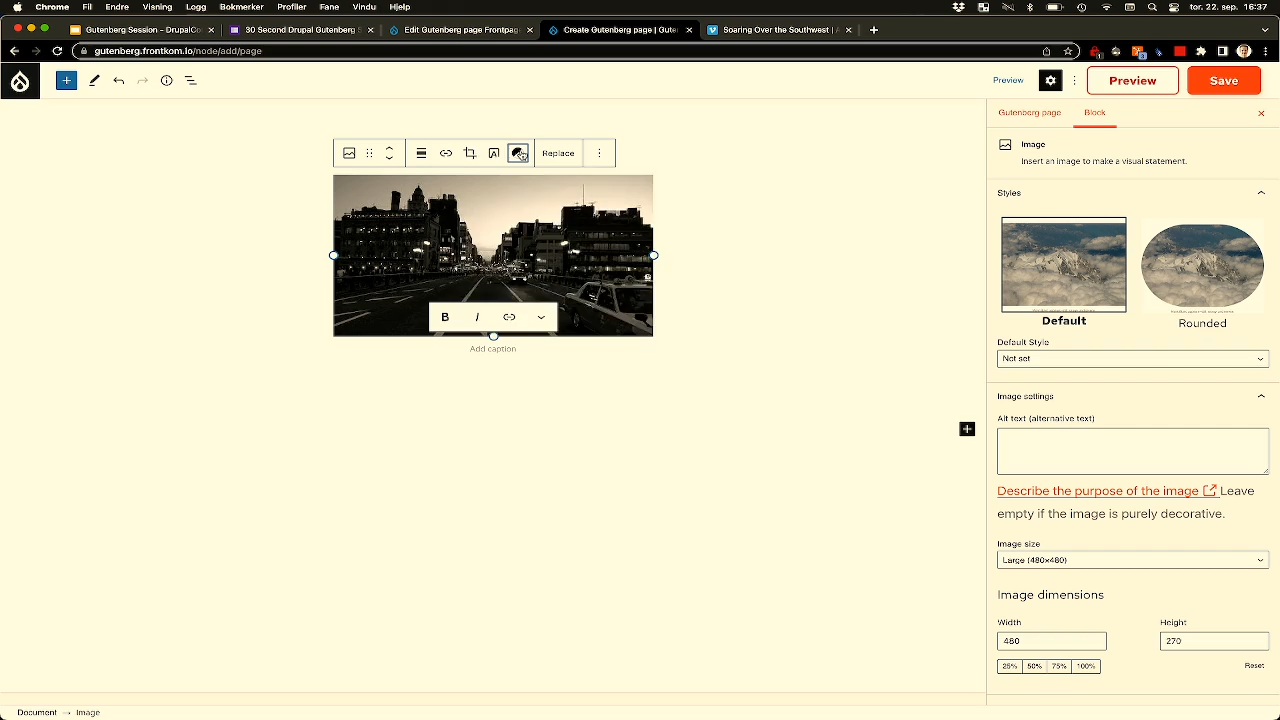 Chrome Fil Endre Visning Logg Bokmerker Profiler Fane Vindu Hjelp tor. 22. sep. 16:37
Gutenberg Session - DrupalCo × 30 Second Drupal Gutenberg S × Edit Gutenberg page Frontpage × Create Gutenberg page | Guten × Soaring Over the Southwest | A × +
gutenberg.frontkom.io/node/add/page
Preview Preview Save
Gutenberg page Block
Replace
Image
Insert an image to make a visual statement.
Styles
Default Rounded
Default Style
Not set
B I
Add caption
Image settings
Alt text (alternative text)
Describe the purpose of the image Leave
empty if the image is purely decorative.
Image size
Large (480×480)
Image dimensions
Width Height
480 270
25% 50% 75% 100% Reset
Document → Image